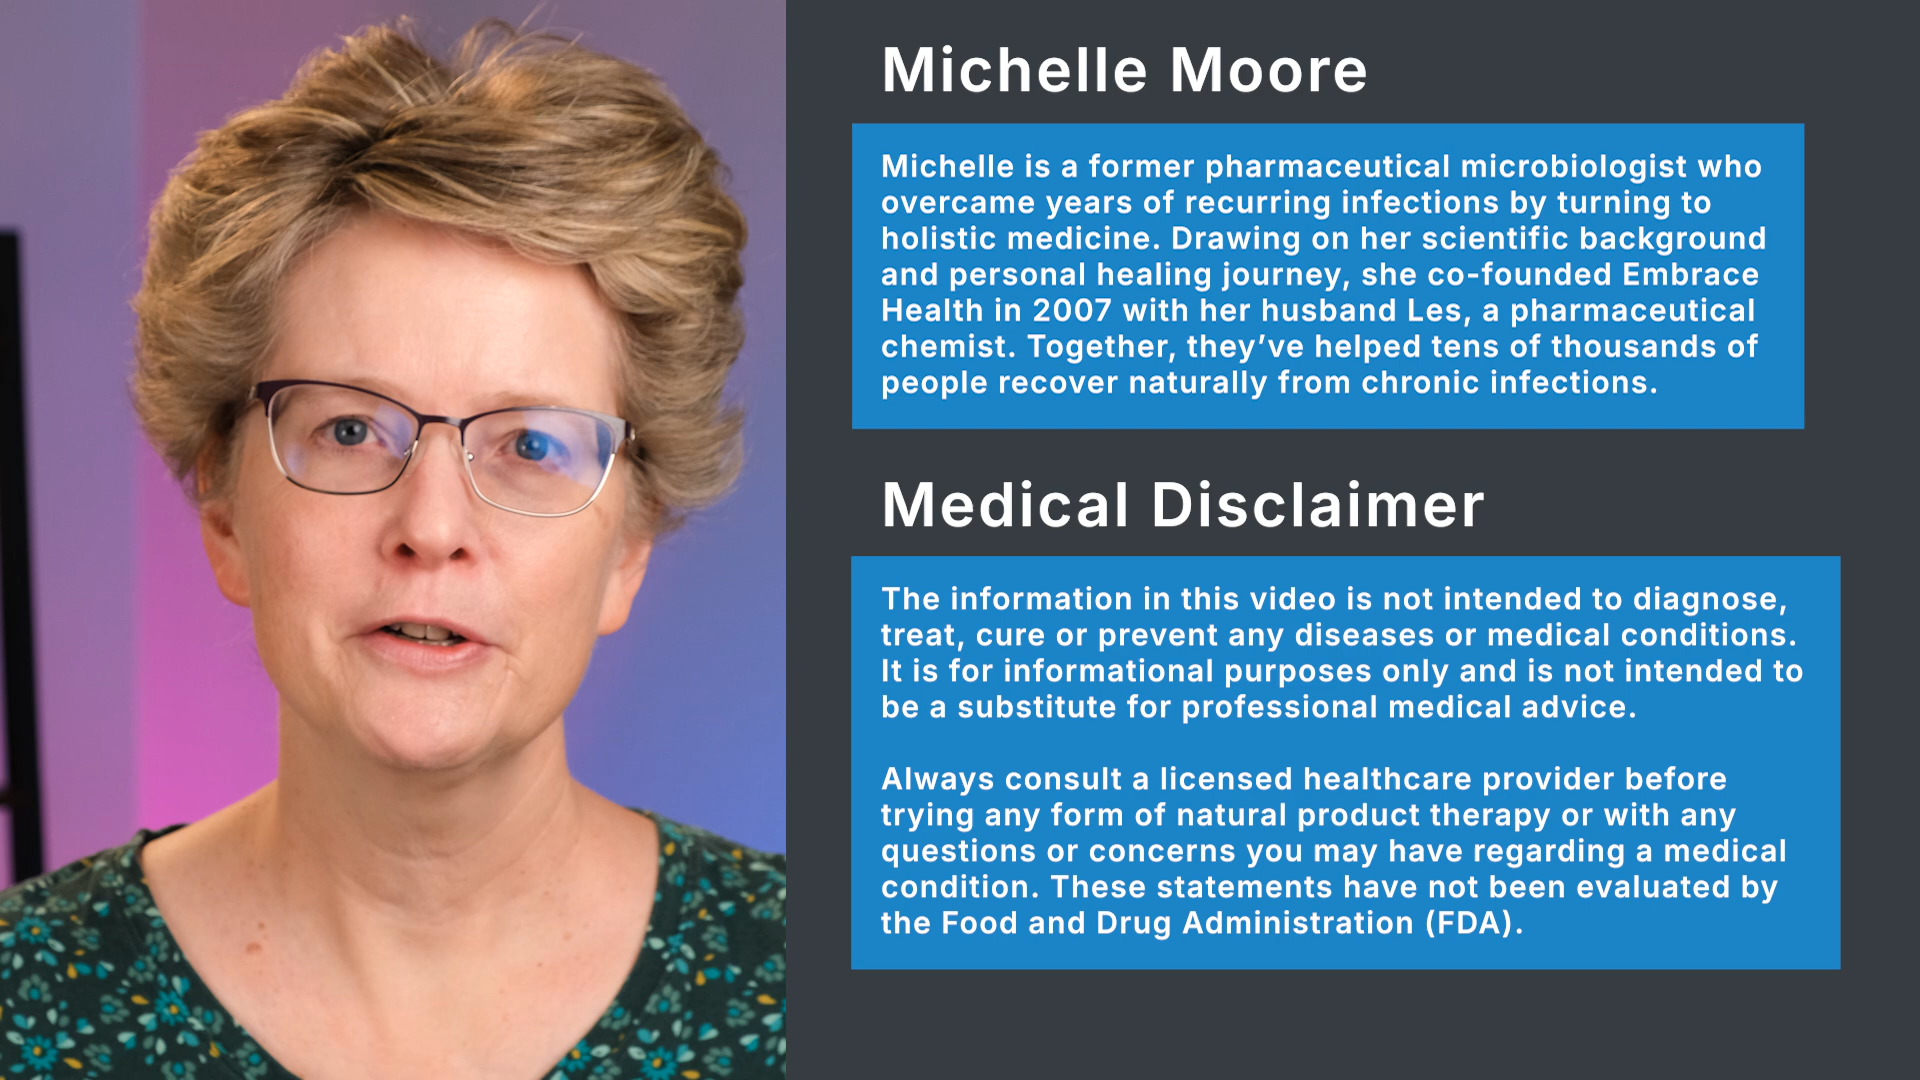 Michelle Moore
Michelle is a former pharmaceutical microbiologist who
overcame years of recurring infections by turning to
holistic medicine. Drawing on her scientific background
and personal healing journey, she co-founded Embrace
Health in 2007 with her husband Les, a pharmaceutical
chemist. Together, they’ve helped tens of thousands of
people recover naturally from chronic infections.
Medical Disclaimer
The information in this video is not intended to diagnose,
treat, cure or prevent any diseases or medical conditions.
It is for informational purposes only and is not intended to
be a substitute for professional medical advice.
Always consult a licensed healthcare provider before
trying any form of natural product therapy or with any
questions or concerns you may have regarding a medical
condition. These statements have not been evaluated by
the Food and Drug Administration (FDA).